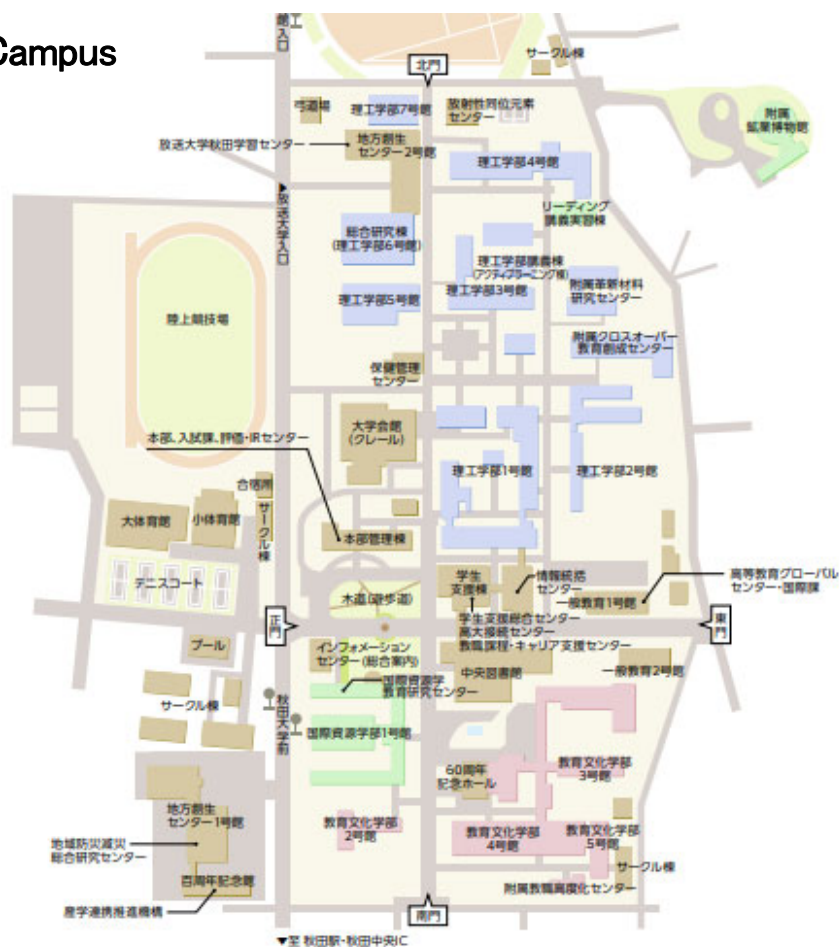 Campus
館入口
北門
サークル棟
弓道場
理工学部7号館
放射性同位元素
センター
附属
鉱業博物館
放送大学秋田学習センター
地方創生
センター2号館
理工学部4号館
▶放送大学入口
リーディング
講義実習棟
総合研究棟
(理工学部6号館)
理工学部講義棟
(アクティブラーニング棟)
理工学部3号館
理工学部5号館
附属革新材料
研究センター
陸上競技場
附属クロスオーバー
教育創成センター
保健管理
センター
大学会館
(クレール)
本部、入試課、評価・IRセンター
理工学部1号館
理工学部2号館
合宿所
サークル棟
大体育館
小体育館
本部管理棟
テニスコート
学生
支援棟
情報統括
センター
高等教育グローバル
センター・国際課
木道(遊歩道)
一般教育1号館
学生支援総合センター
高大接続センター
教職課程・キャリア支援センター
正門
東門
プール
インフォメーション
センター(総合案内)
中央図書館
一般教育2号館
国際資源学
教育研究センター
サークル棟
秋田大学前
国際資源学部1号館
60周年
記念ホール
教育文化学部
3号館
地方創生
センター1号館
教育文化学部
2号館
教育文化学部
4号館
教育文化学部
5号館
地域防災減災
総合研究センター
サークル棟
百周年記念館
附属教職高度化センター
産学連携推進機構
南門
▼至 秋田駅・秋田中央IC